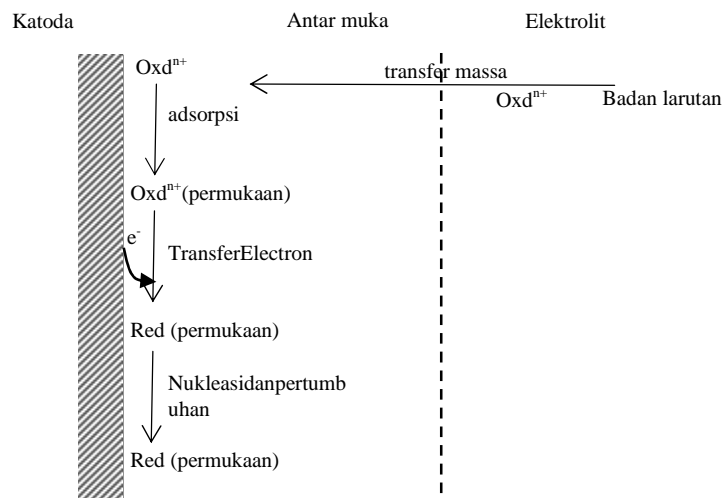 Katoda
Antar muka
Elektrolit
Oxdⁿ⁺
transfer massa
Oxdⁿ⁺
Badan larutan
adsorpsi
Oxdⁿ⁺(permukaan)
e⁻
TransferElectron
Red (permukaan)
Nukleasidanpertumb
uhan
Red (permukaan)